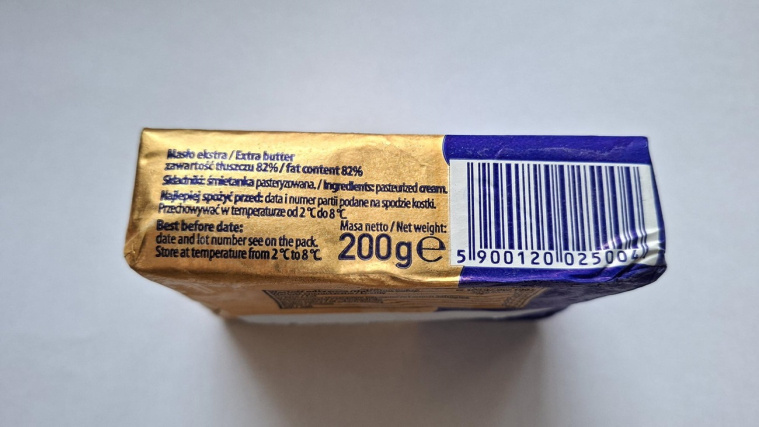 Masło ekstra / Extra butter
zawartość tłuszczu 82% / fat content 82%
Składniki: śmietanka pasteryzowana. / Ingredients: pasteurized cream.
Najlepiej spożyć przed: data i numer partii podane na spodzie kostki.
Przechowywać w temperaturze od 2 °C do 8 °C.
Best before date:
date and lot number see on the pack.
Store at temperature from 2 °C to 8 °C.
Masa netto / Net weight:
200g e
5 900120 025004